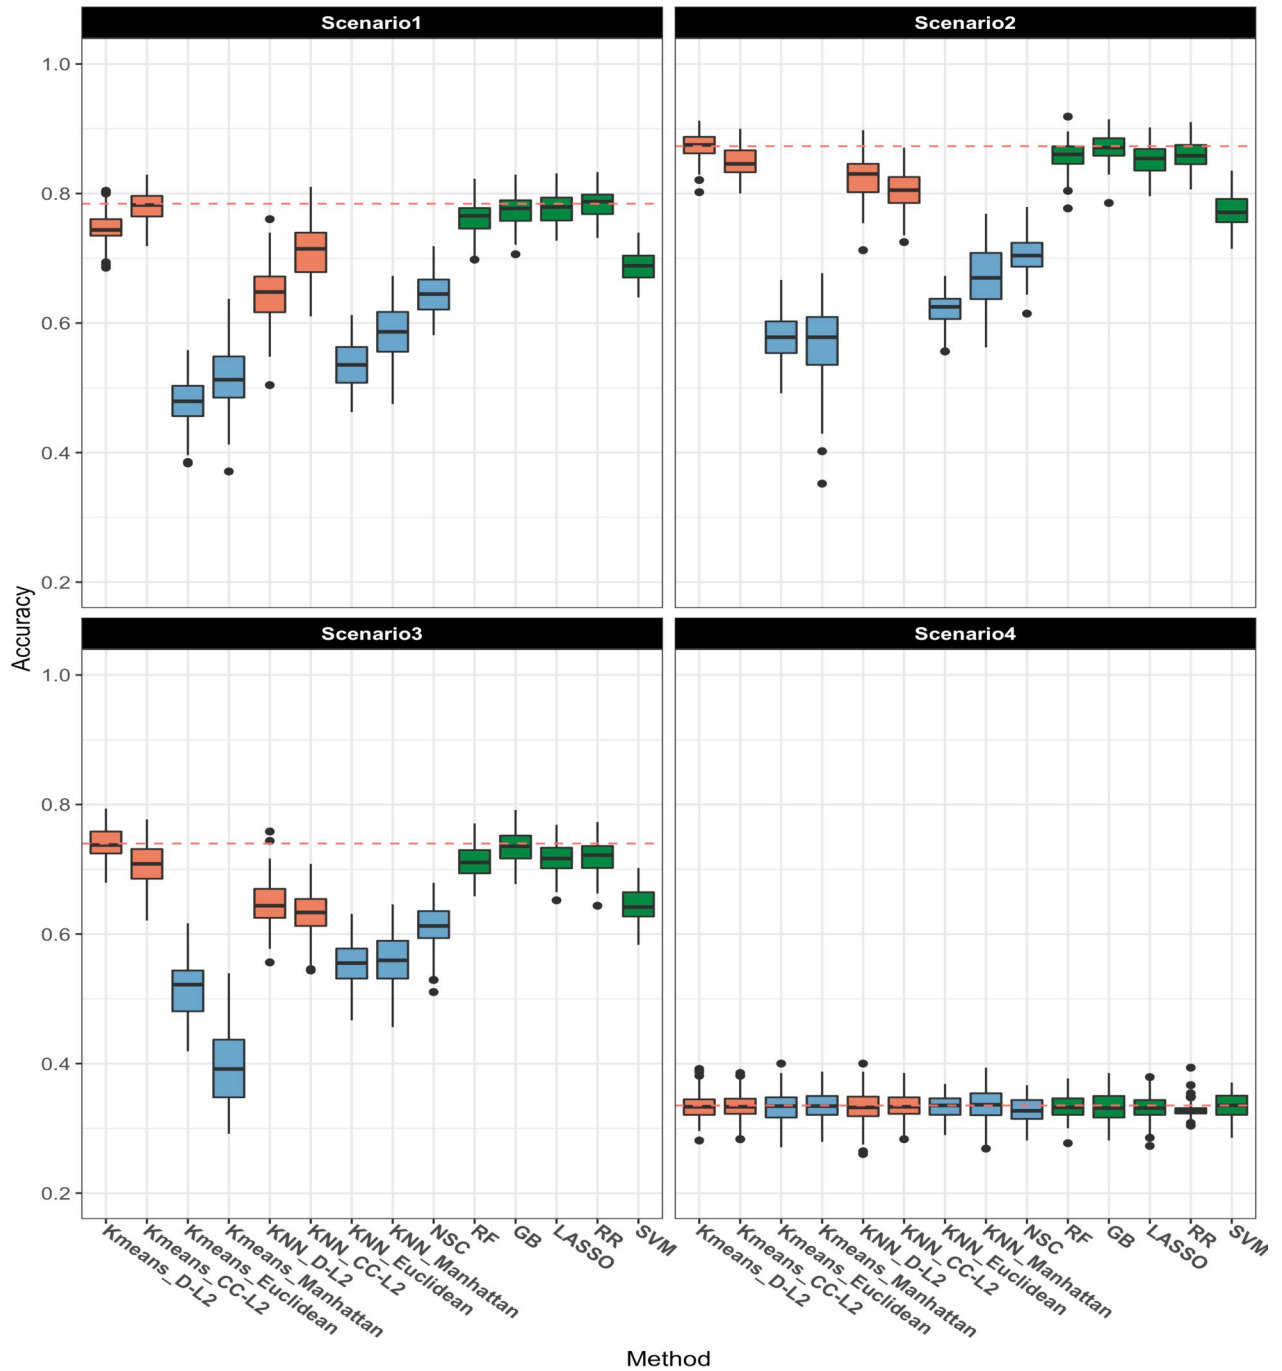 Scenario1
Scenario2
1.0
0.8
0.6
0.4
0.2
Accuracy
Scenario3
Scenario4
1.0
0.8
0.6
0.4
0.2
Kmeans_D-L2
Kmeans_CC-L2
Kmeans_Euclidean
Kmeans_Manhattan
KNN_D-L2
KNN_CC-L2
KNN_Euclidean
KNN_Manhattan
NSC
RF
GB
LASSO
RR
SVM
Kmeans_D-L2
Kmeans_CC-L2
Kmeans_Euclidean
Kmeans_Manhattan
KNN_D-L2
KNN_CC-L2
KNN_Euclidean
KNN_Manhattan
NSC
RF
GB
LASSO
RR
SVM
Method